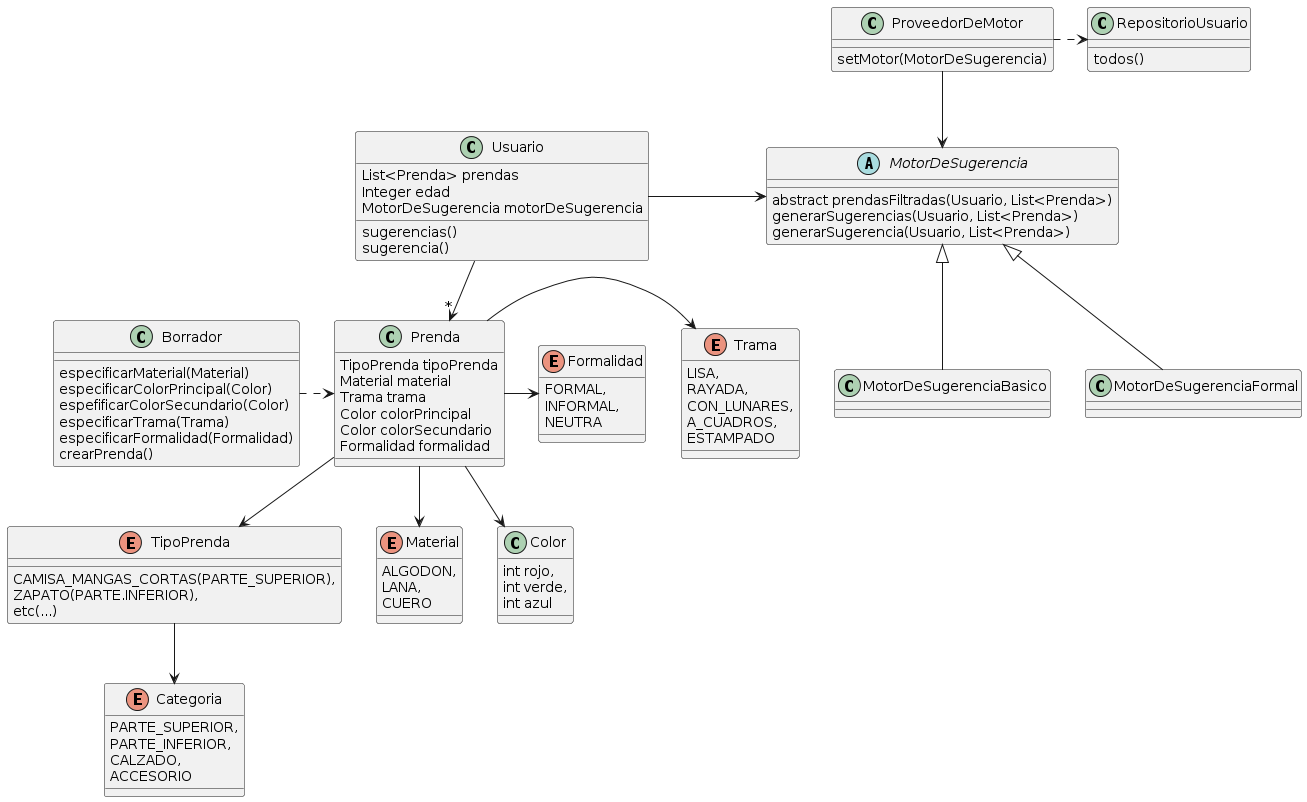 C ProveedorDeMotor
setMotor(MotorDeSugerencia)
C RepositorioUsuario
todos()
C Usuario
List<Prenda> prendas
Integer edad
MotorDeSugerencia motorDeSugerencia
sugerencias()
sugerencia()
A MotorDeSugerencia
abstract prendasFiltradas(Usuario, List<Prenda>)
generarSugerencias(Usuario, List<Prenda>)
generarSugerencia(Usuario, List<Prenda>)
*
C Borrador
especificarMaterial(Material)
especificarColorPrincipal(Color)
espefificarColorSecundario(Color)
especificarTrama(Trama)
especificarFormalidad(Formalidad)
crearPrenda()
C Prenda
TipoPrenda tipoPrenda
Material material
Trama trama
Color colorPrincipal
Color colorSecundario
Formalidad formalidad
E Formalidad
FORMAL,
INFORMAL,
NEUTRA
E Trama
LISA,
RAYADA,
CON_LUNARES,
A_CUADROS,
ESTAMPADO
C MotorDeSugerenciaBasico
C MotorDeSugerenciaFormal
E TipoPrenda
CAMISA_MANGAS_CORTAS(PARTE_SUPERIOR),
ZAPATO(PARTE.INFERIOR),
etc(...)
E Material
ALGODON,
LANA,
CUERO
C Color
int rojo,
int verde,
int azul
E Categoria
PARTE_SUPERIOR,
PARTE_INFERIOR,
CALZADO,
ACCESORIO